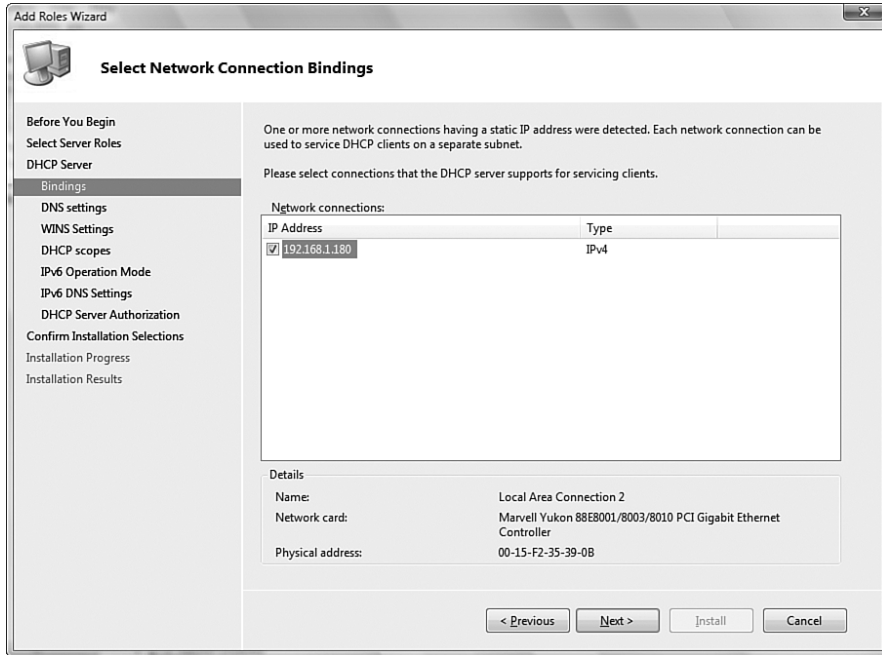 Add Roles Wizard
Select Network Connection Bindings
Before You Begin
Select Server Roles
DHCP Server
Bindings
DNS settings
WINS Settings
DHCP scopes
IPv6 Operation Mode
IPv6 DNS Settings
DHCP Server Authorization
Confirm Installation Selections
Installation Progress
Installation Results
One or more network connections having a static IP address were detected. Each network connection can be
used to service DHCP clients on a separate subnet.
Please select connections that the DHCP server supports for servicing clients.
Network connections:
IP Address Type
192.168.1.180 IPv4
Details
Name: Local Area Connection 2
Network card: Marvell Yukon 88E8001/8003/8010 PCI Gigabit Ethernet
Controller
Physical address: 00-15-F2-35-39-0B
< Previous Next > Install Cancel